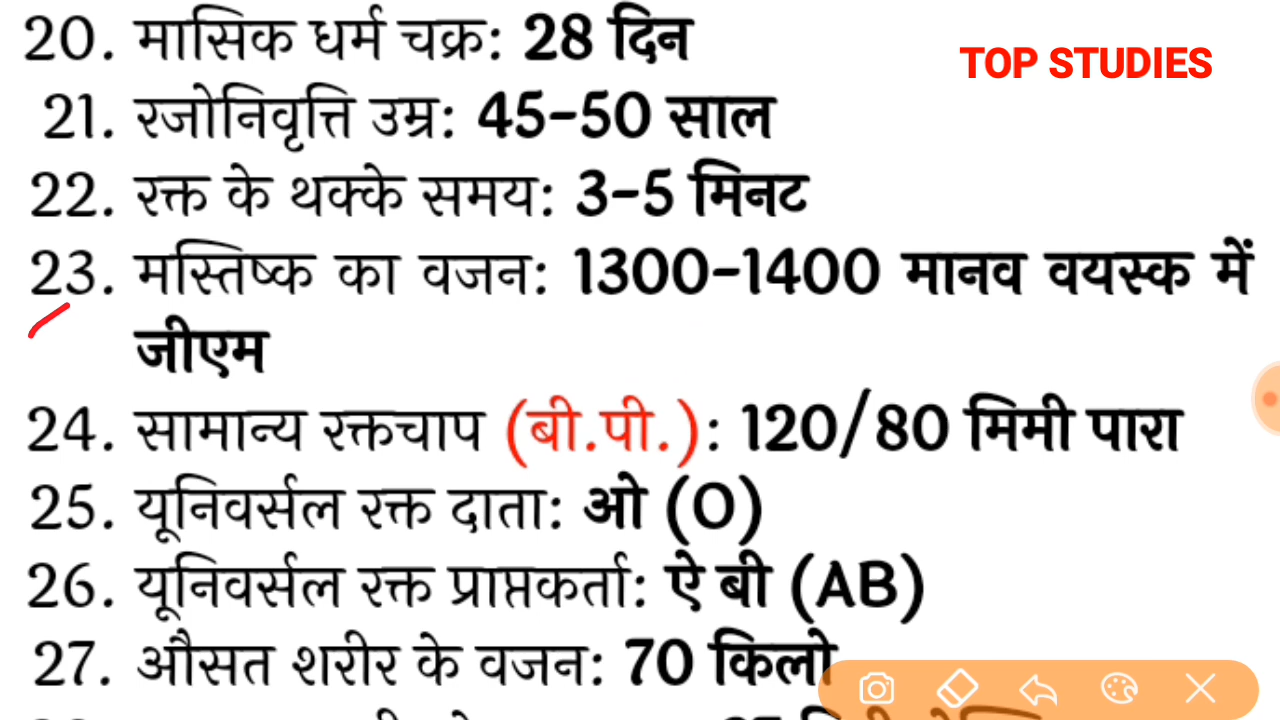 20. मासिक धर्म चक्र: 28 दिन
TOP STUDIES
21. रजोनिवृत्ति उम्र: 45-50 साल
22. रक्त के थक्के समय: 3-5 मिनट
23. मस्तिष्क का वजन: 1300-1400 मानव वयस्क में
जीएम
24. सामान्य रक्तचाप (बी.पी.): 120/80 मिमी पारा
25. यूनिवर्सल रक्त दाता: ओ (O)
26. यूनिवर्सल रक्त प्राप्तकर्ता: ऐ बी (AB)
27. औसत शरीर के वजन: 70 किलो